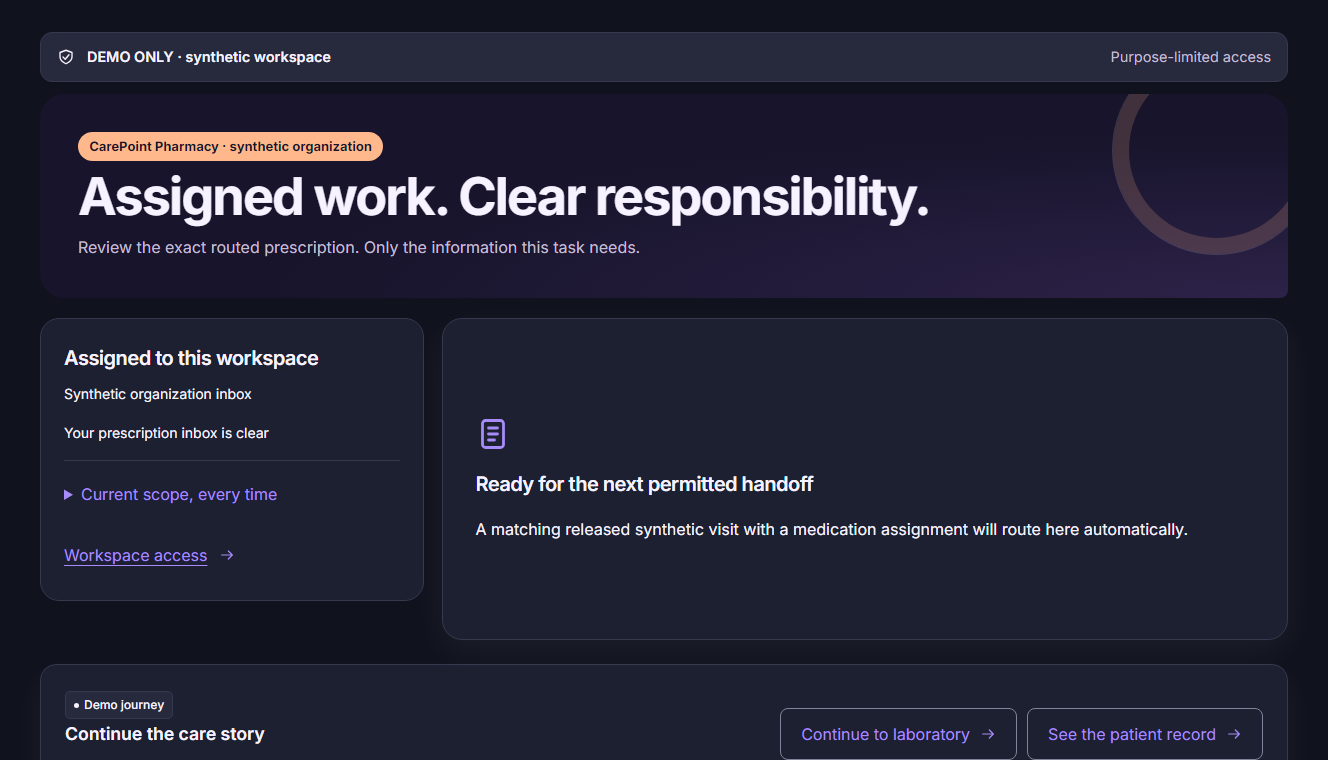 DEMO ONLY · synthetic workspace
Purpose-limited access
CarePoint Pharmacy · synthetic organization
Assigned work. Clear responsibility.
Review the exact routed prescription. Only the information this task needs.
Assigned to this workspace
Synthetic organization inbox
Your prescription inbox is clear
Current scope, every time
Workspace access →
Ready for the next permitted handoff
A matching released synthetic visit with a medication assignment will route here automatically.
Demo journey
Continue the care story
Continue to laboratory →
See the patient record →